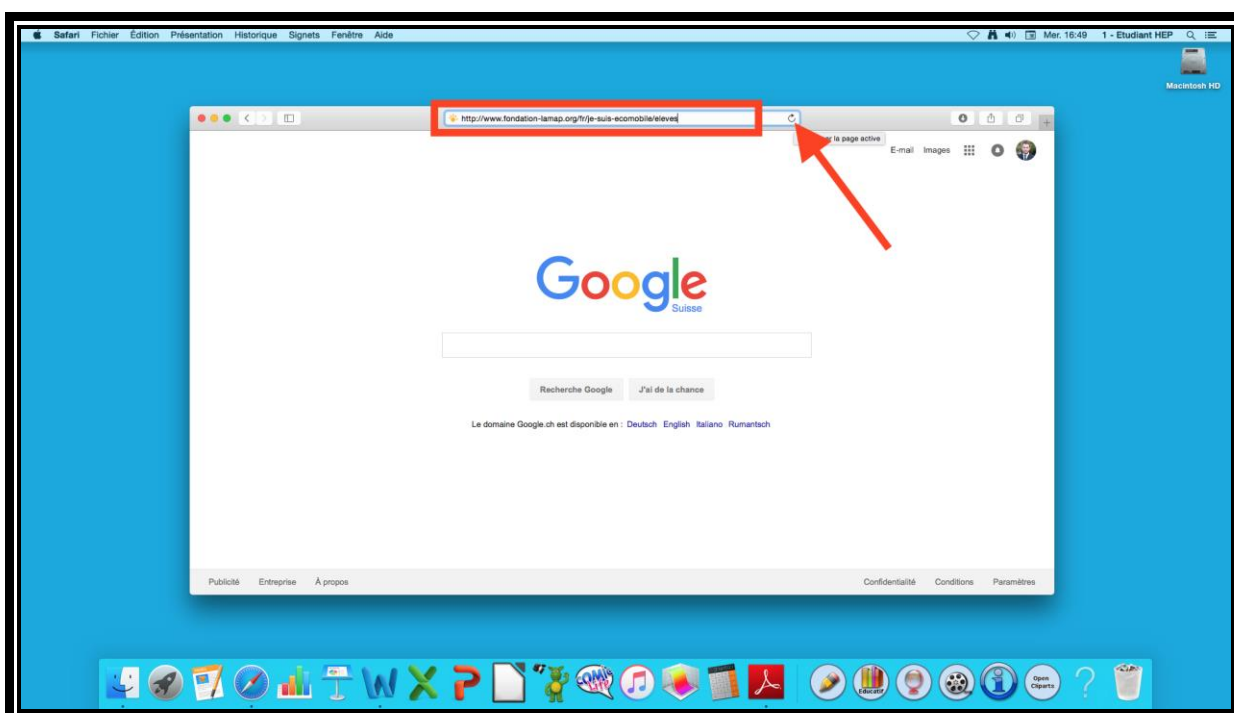 Safari Fichier Édition Présentation Historique Signets Fenêtre Aide
Mer. 16:49 1 - Etudiant HEP
Macintosh HD
http://www.fondation-lamap.org/fr/je-suis-ecomobile/eleves
er la page active
E-mail Images
Google
Suisse
Recherche Google J'ai de la chance
Le domaine Google.ch est disponible en : Deutsch English Italiano Rumantsch
Publicité Entreprise À propos Confidentialité Conditions Paramètres
COMIC LIFE
Educatif
Open Cliparts